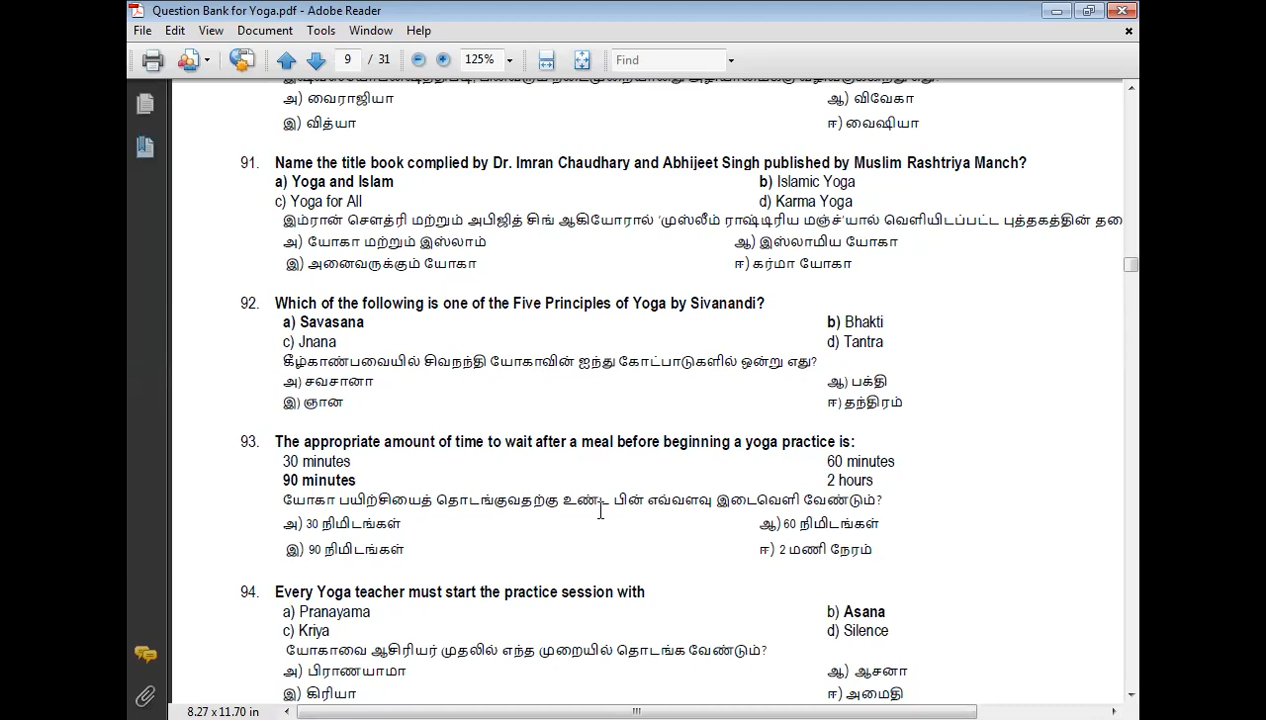 Question Bank for Yoga.pdf - Adobe Reader
File Edit View Document Tools Window Help
9 / 31 125% Find
அ) வைராஜியா ஆ) விவேகா
இ) வித்யா ஈ) வைஷியா
91. Name the title book complied by Dr. Imran Chaudhary and Abhijeet Singh published by Muslim Rashtriya Manch?
a) Yoga and Islam b) Islamic Yoga
c) Yoga for All d) Karma Yoga
இம்ரான் சௌத்ரி மற்றும் அபிஜித் சிங் ஆகியோரால் 'முஸ்லீம் ராஷ்டிரிய மஞ்ச்'யால் வெளியிடப்பட்ட புத்தகத்தின் தலை
அ) யோகா மற்றும் இஸ்லாம் ஆ) இஸ்லாமிய யோகா
இ) அனைவருக்கும் யோகா ஈ) கர்மா யோகா
92. Which of the following is one of the Five Principles of Yoga by Sivanandi?
a) Savasana b) Bhakti
c) Jnana d) Tantra
கீழ்காண்பவையில் சிவநந்தி யோகாவின் ஐந்து கோட்பாடுகளில் ஒன்று எது?
அ) சவசானா ஆ) பக்தி
இ) ஞான ஈ) தந்திரம்
93. The appropriate amount of time to wait after a meal before beginning a yoga practice is:
30 minutes 60 minutes
90 minutes 2 hours
யோகா பயிற்சியைத் தொடங்குவதற்கு உண்ட பின் எவ்வளவு இடைவெளி வேண்டும்?
அ) 30 நிமிடங்கள் ஆ) 60 நிமிடங்கள்
இ) 90 நிமிடங்கள் ஈ) 2 மணி நேரம்
94. Every Yoga teacher must start the practice session with
a) Pranayama b) Asana
c) Kriya d) Silence
யோகாவை ஆசிரியர் முதலில் எந்த முறையில் தொடங்க வேண்டும்?
அ) பிராணயாமா ஆ) ஆசனா
இ) கிரியா ஈ) அமைதி
8.27 x 11.70 in